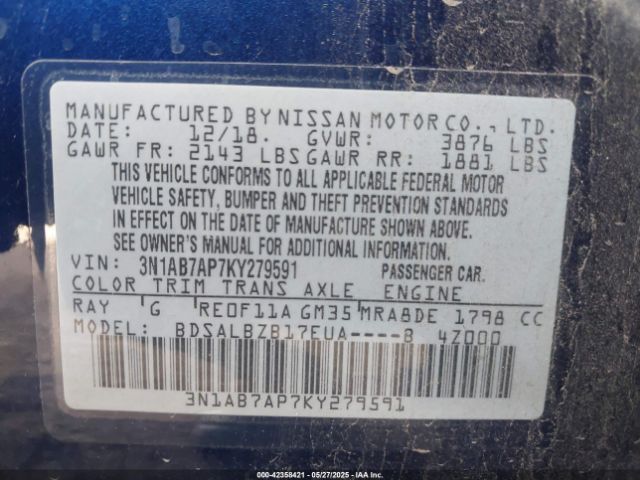 MANUFACTURED BY NISSAN MOTOR CO., LTD.
DATE: 12/18. GVWR: 3876 LBS
GAWR FR: 2143 LBS GAWR RR: 1881 LBS
THIS VEHICLE CONFORMS TO ALL APPLICABLE FEDERAL MOTOR
VEHICLE SAFETY, BUMPER AND THEFT PREVENTION STANDARDS
IN EFFECT ON THE DATE OF MANUFACTURE SHOWN ABOVE.
SEE OWNER'S MANUAL FOR ADDITIONAL INFORMATION.
VIN: 3N1AB7AP7KY279591 PASSENGER CAR.
COLOR TRIM TRANS AXLE ENGINE
RAY G RE0F11A GM35 MRA8DE 1798 CC
MODEL: BDSALBZB17EUA----B 4Z000
3N1AB7AP7KY279591
000-42358421 - 05/27/2025 - IAAI.COM